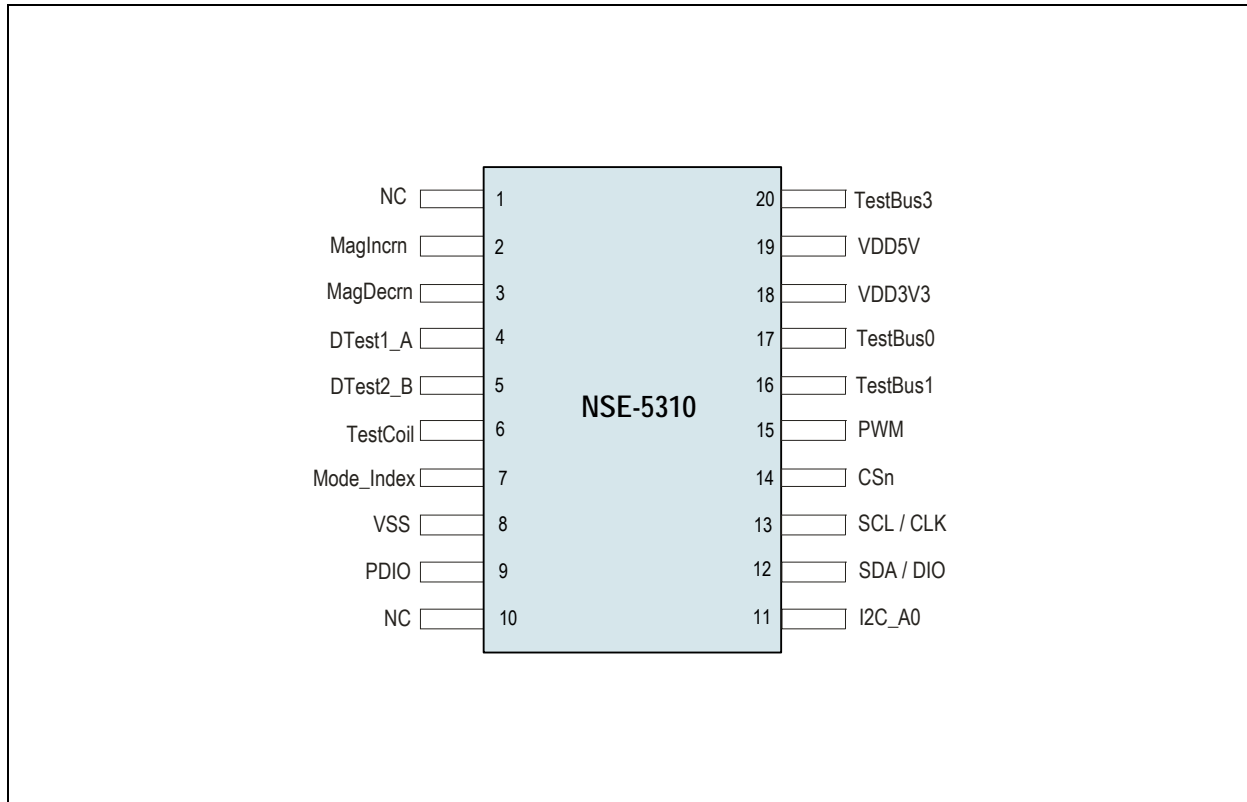 NC 1 20 TestBus3
MagIncrn 2 19 VDD5V
MagDecrn 3 18 VDD3V3
DTest1_A 4 17 TestBus0
DTest2_B 5 16 TestBus1
NSE-5310
TestCoil 6 15 PWM
Mode_Index 7 14 CSn
VSS 8 13 SCL / CLK
PDIO 9 12 SDA / DIO
NC 10 11 I2C_A0